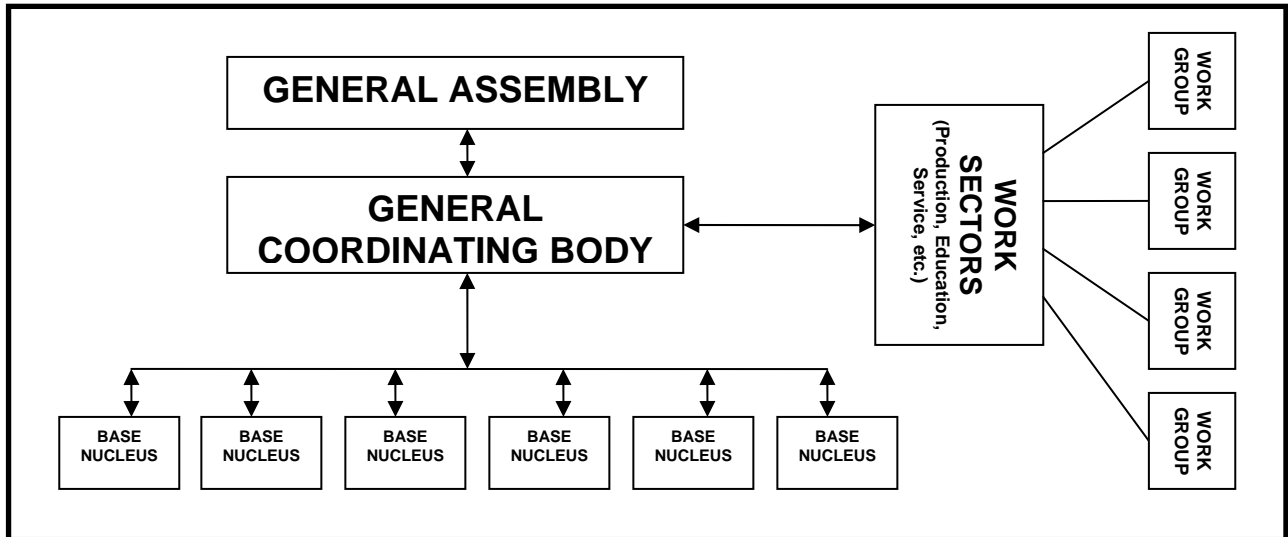 GENERAL ASSEMBLY
GENERAL
COORDINATING BODY
WORK
SECTORS
(Production, Education,
Service, etc.)
WORK
GROUP
WORK
GROUP
WORK
GROUP
WORK
GROUP
BASE
NUCLEUS
BASE
NUCLEUS
BASE
NUCLEUS
BASE
NUCLEUS
BASE
NUCLEUS
BASE
NUCLEUS